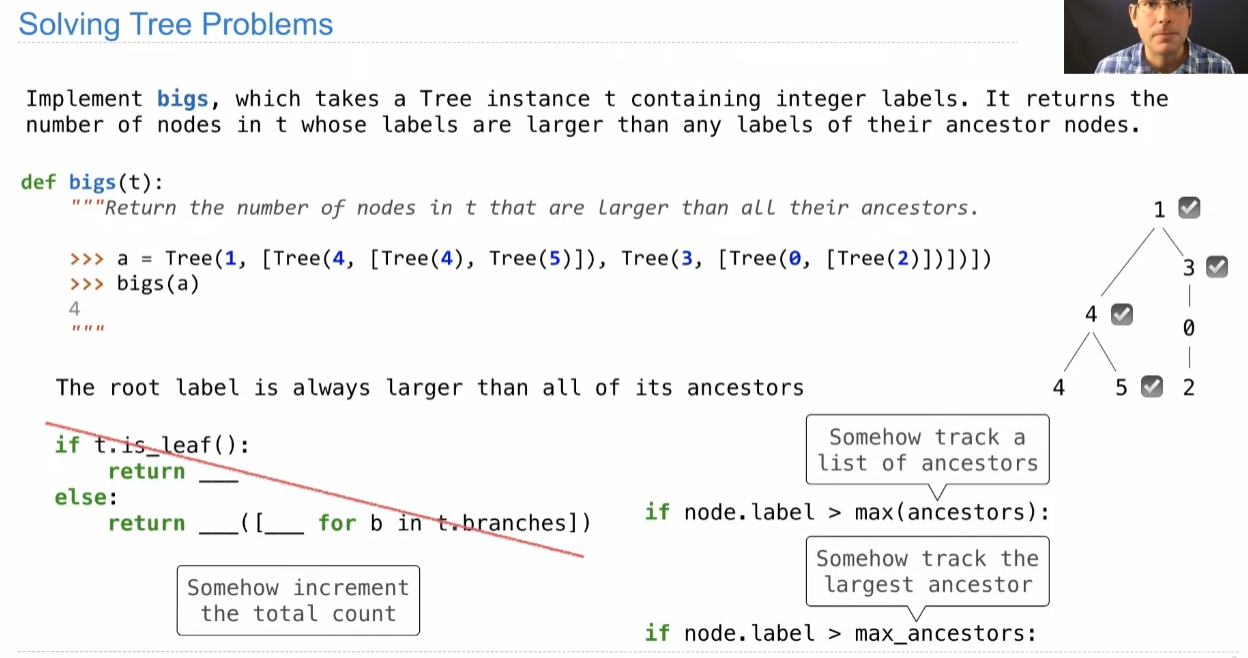 Solving Tree Problems
Implement bigs, which takes a Tree instance t containing integer labels. It returns the
number of nodes in t whose labels are larger than any labels of their ancestor nodes.
def bigs(t):
"""Return the number of nodes in t that are larger than all their ancestors.
>>> a = Tree(1, [Tree(4, [Tree(4), Tree(5)]), Tree(3, [Tree(0, [Tree(2)])])])
>>> bigs(a)
4
"""
1
3
4
0
4 5 2
The root label is always larger than all of its ancestors
if t.is_leaf():
return ___
else:
return ___([___ for b in t.branches])
Somehow increment
the total count
Somehow track a
list of ancestors
if node.label > max(ancestors):
Somehow track the
largest ancestor
if node.label > max_ancestors: